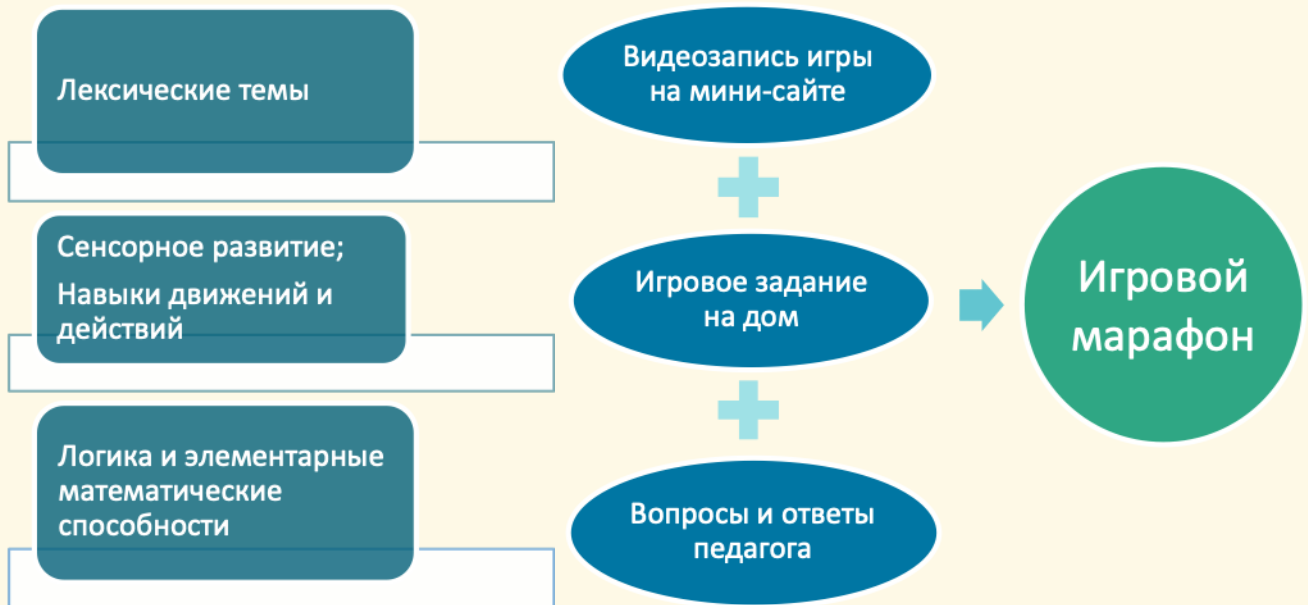 Лексические темы
Сенсорное развитие;
Навыки движений и
действий
Логика и элементарные
математические
способности
Видеозапись игры
на мини-сайте
Игровое задание
на дом
Вопросы и ответы
педагога
Игровой
марафон